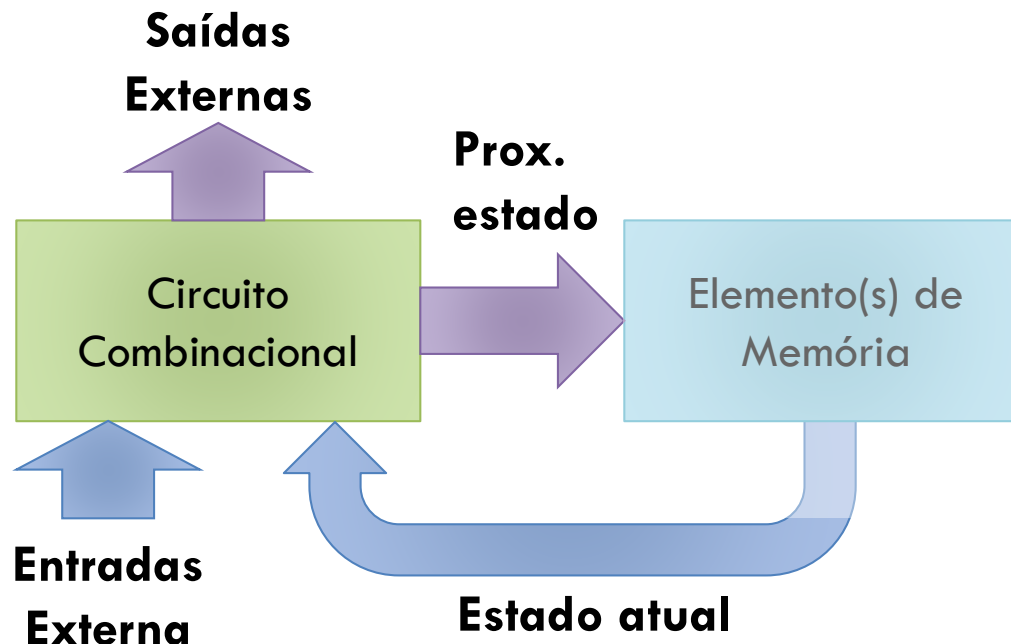 Saídas
Externas
Prox.
estado
Circuito
Combinacional
Elemento(s) de
Memória
Entradas
Externa
Estado atual